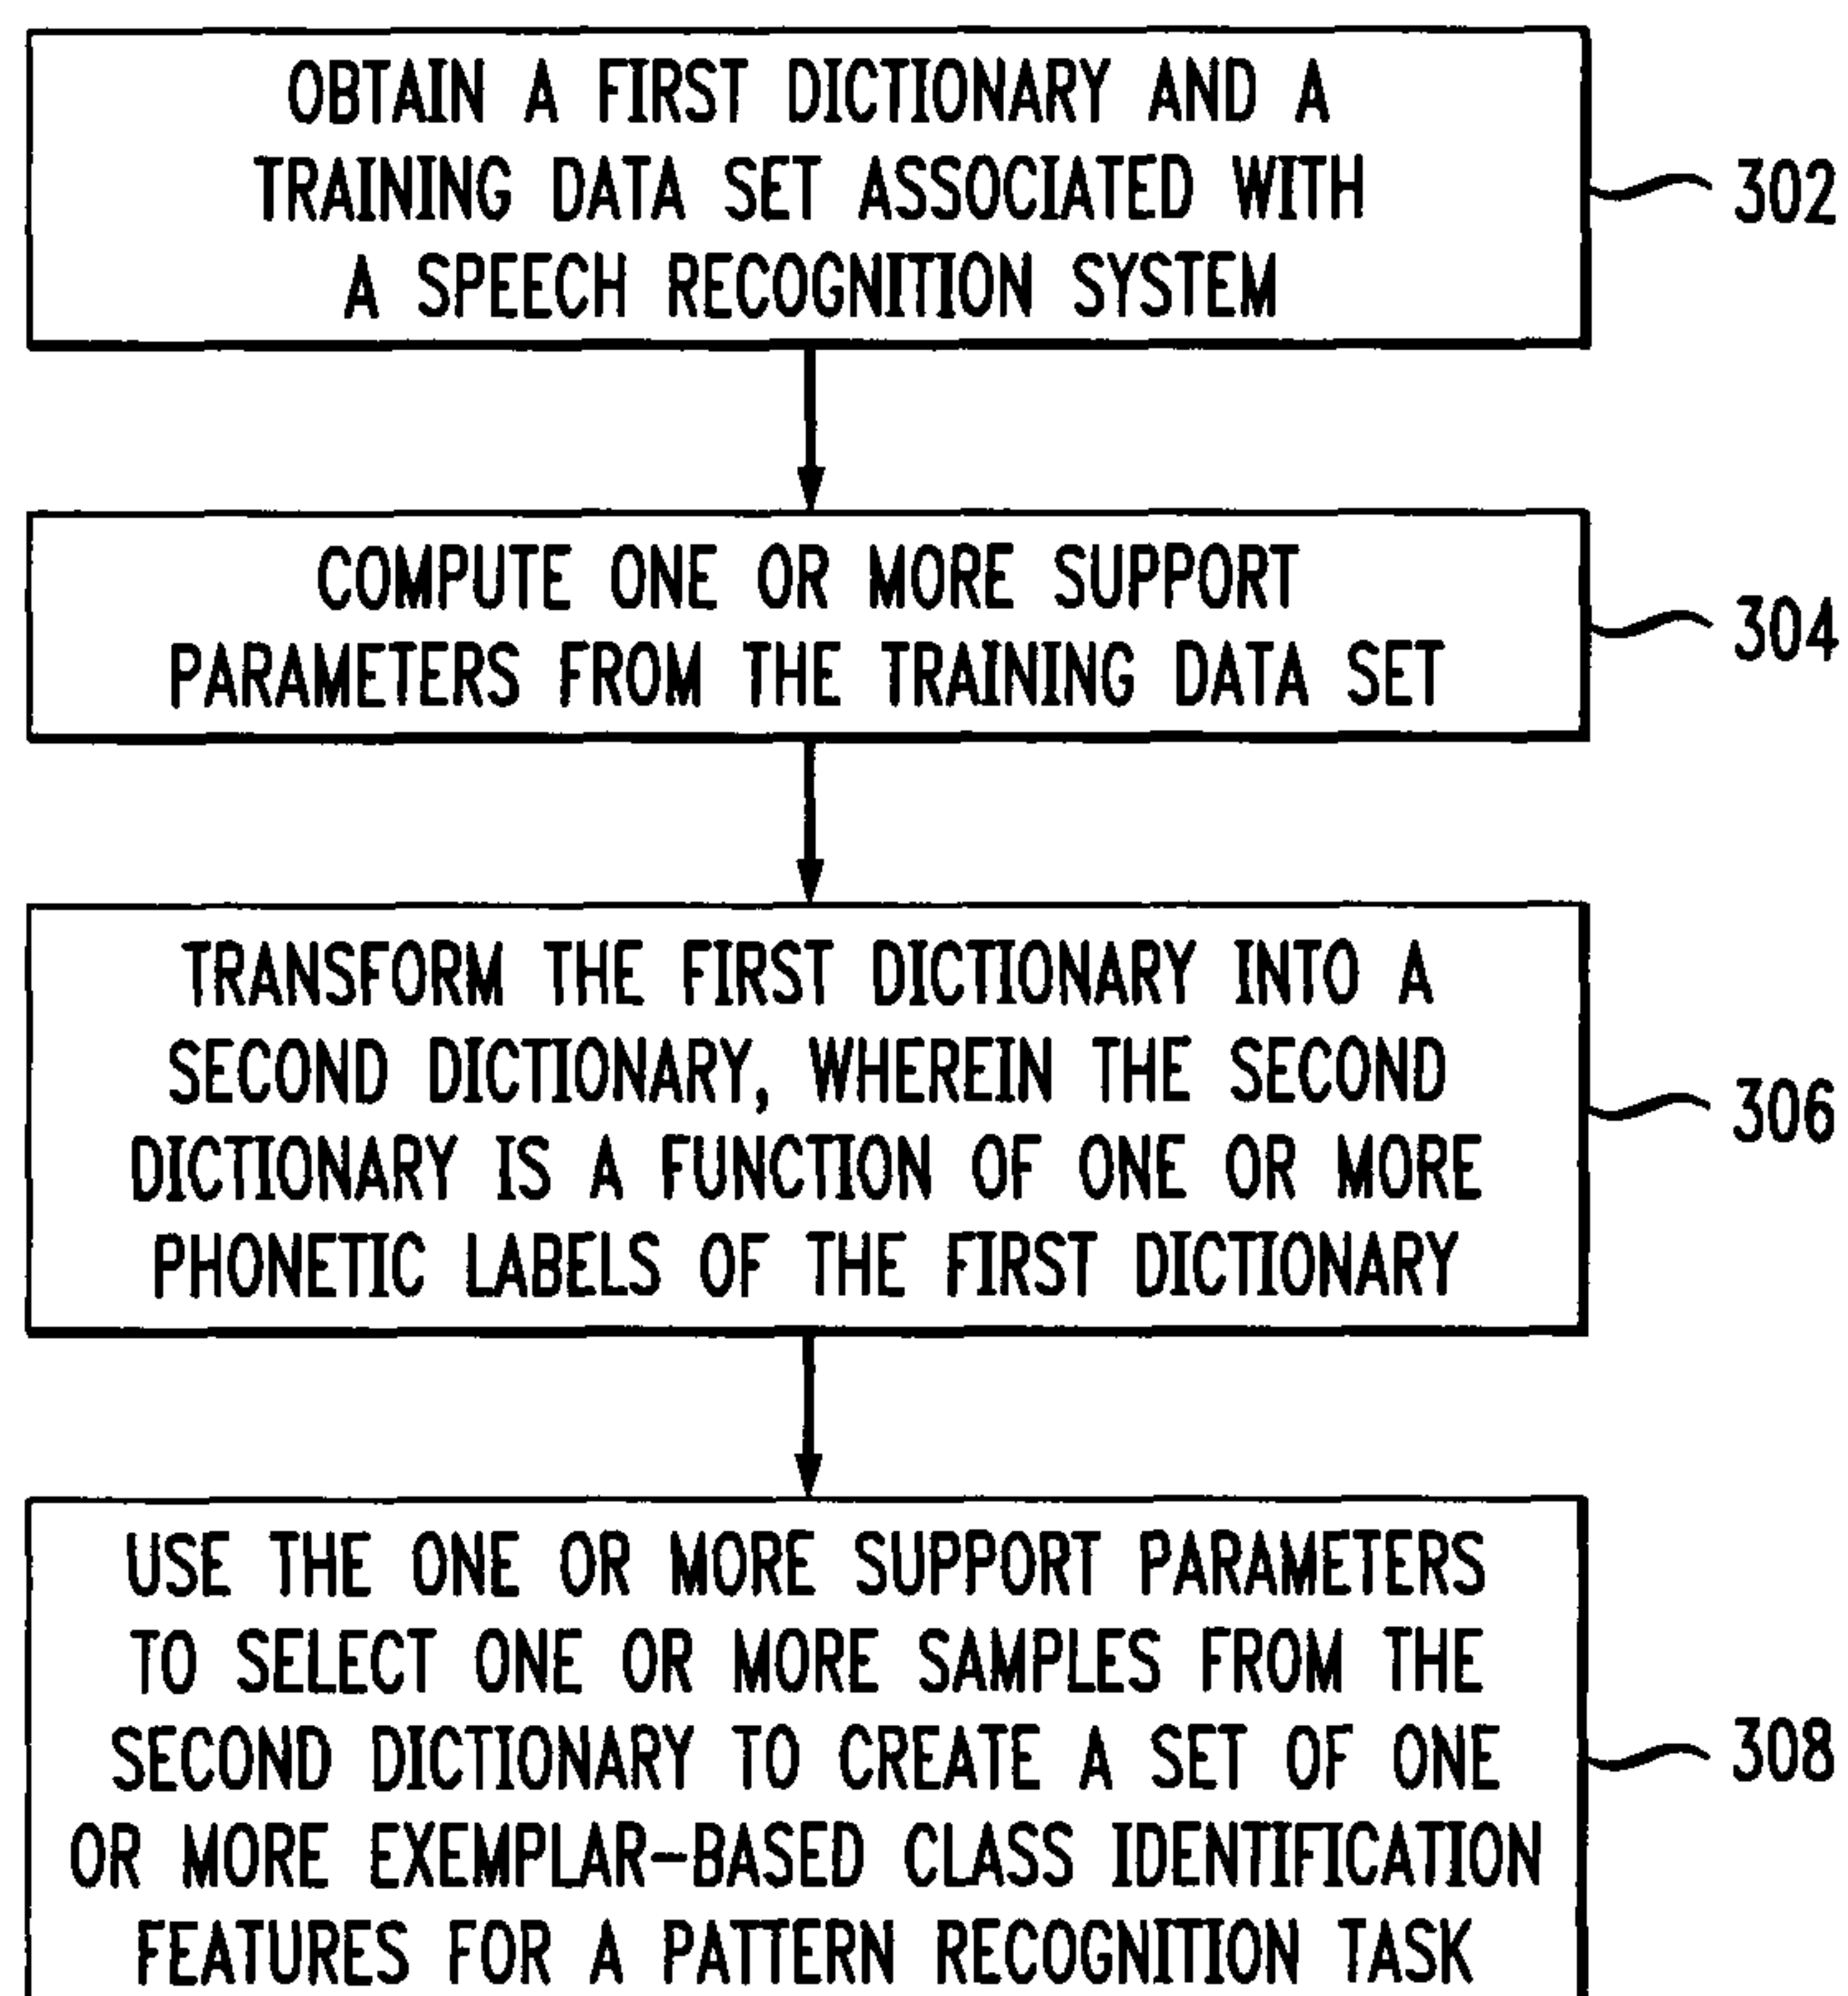 OBTAIN A FIRST DICTIONARY AND A
TRAINING DATA SET ASSOCIATED WITH
A SPEECH RECOGNITION SYSTEM
302
COMPUTE ONE OR MORE SUPPORT
PARAMETERS FROM THE TRAINING DATA SET
304
TRANSFORM THE FIRST DICTIONARY INTO A
SECOND DICTIONARY, WHEREIN THE SECOND
DICTIONARY IS A FUNCTION OF ONE OR MORE
PHONETIC LABELS OF THE FIRST DICTIONARY
306
USE THE ONE OR MORE SUPPORT PARAMETERS
TO SELECT ONE OR MORE SAMPLES FROM THE
SECOND DICTIONARY TO CREATE A SET OF ONE
OR MORE EXEMPLAR-BASED CLASS IDENTIFICATION
FEATURES FOR A PATTERN RECOGNITION TASK
308